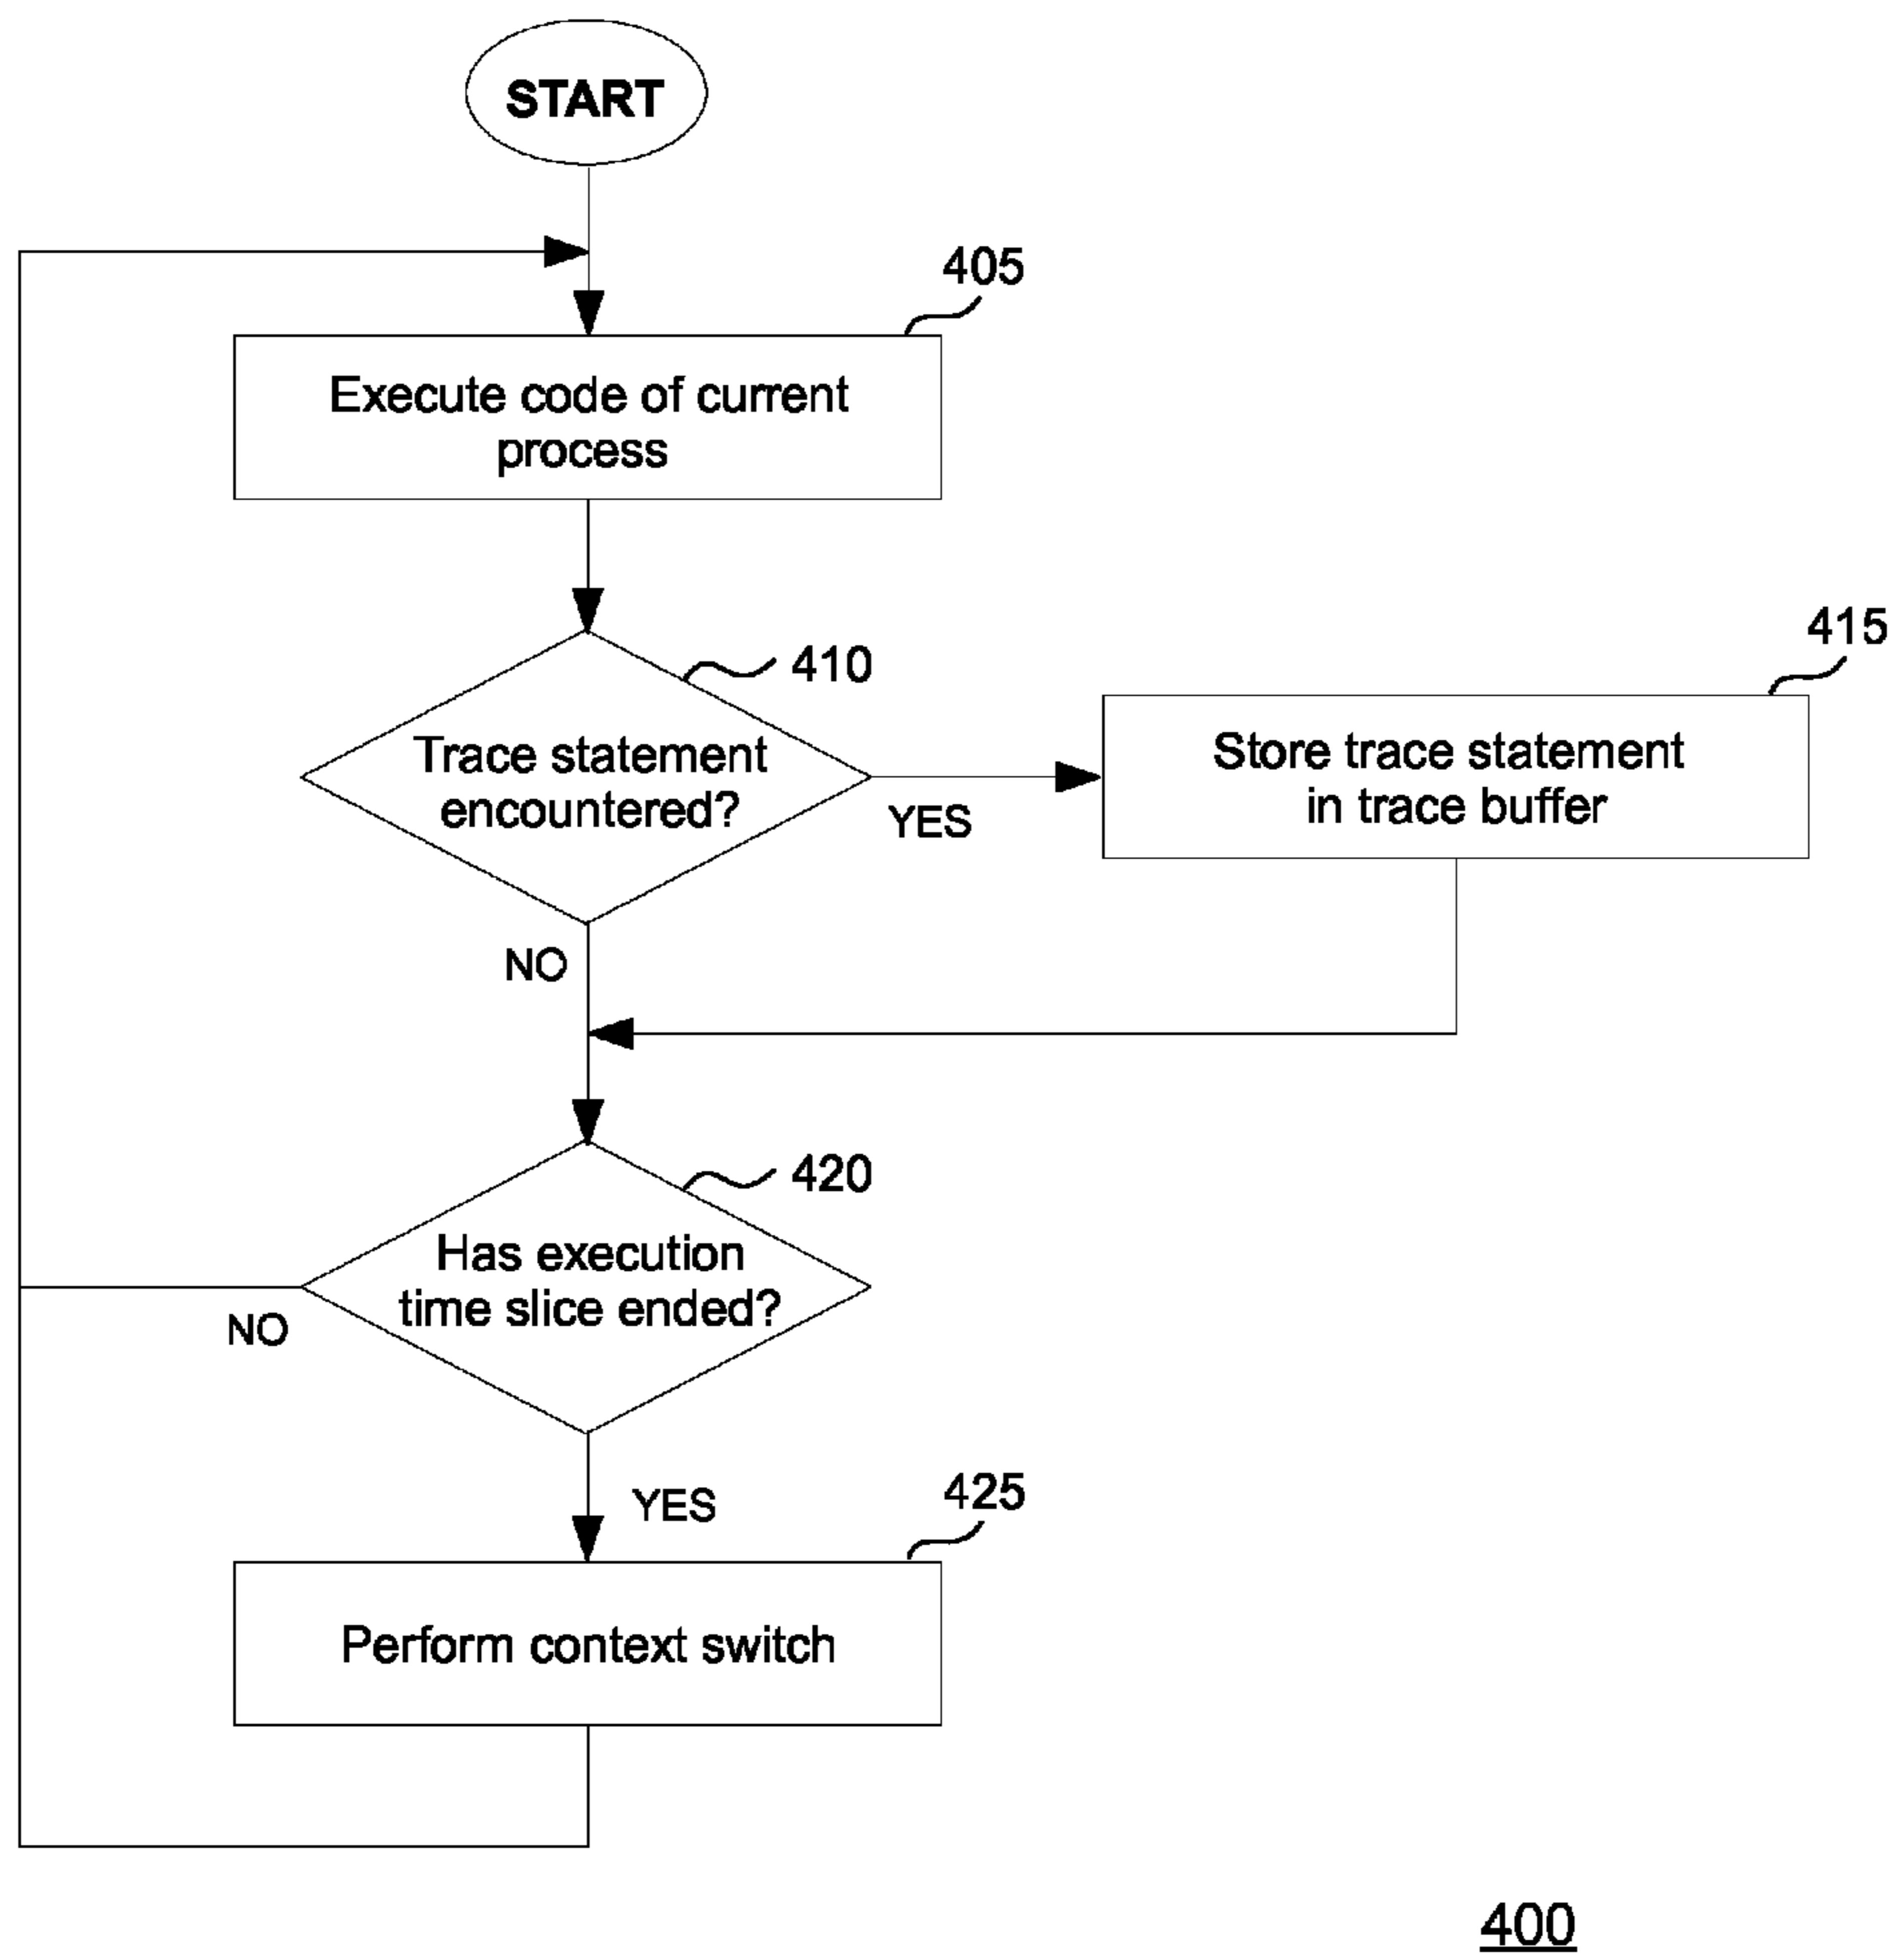 START
405
Execute code of current
process
410
Trace statement
encountered?
YES
415
Store trace statement
in trace buffer
NO
420
Has execution
time slice ended?
NO
YES
425
Perform context switch
400